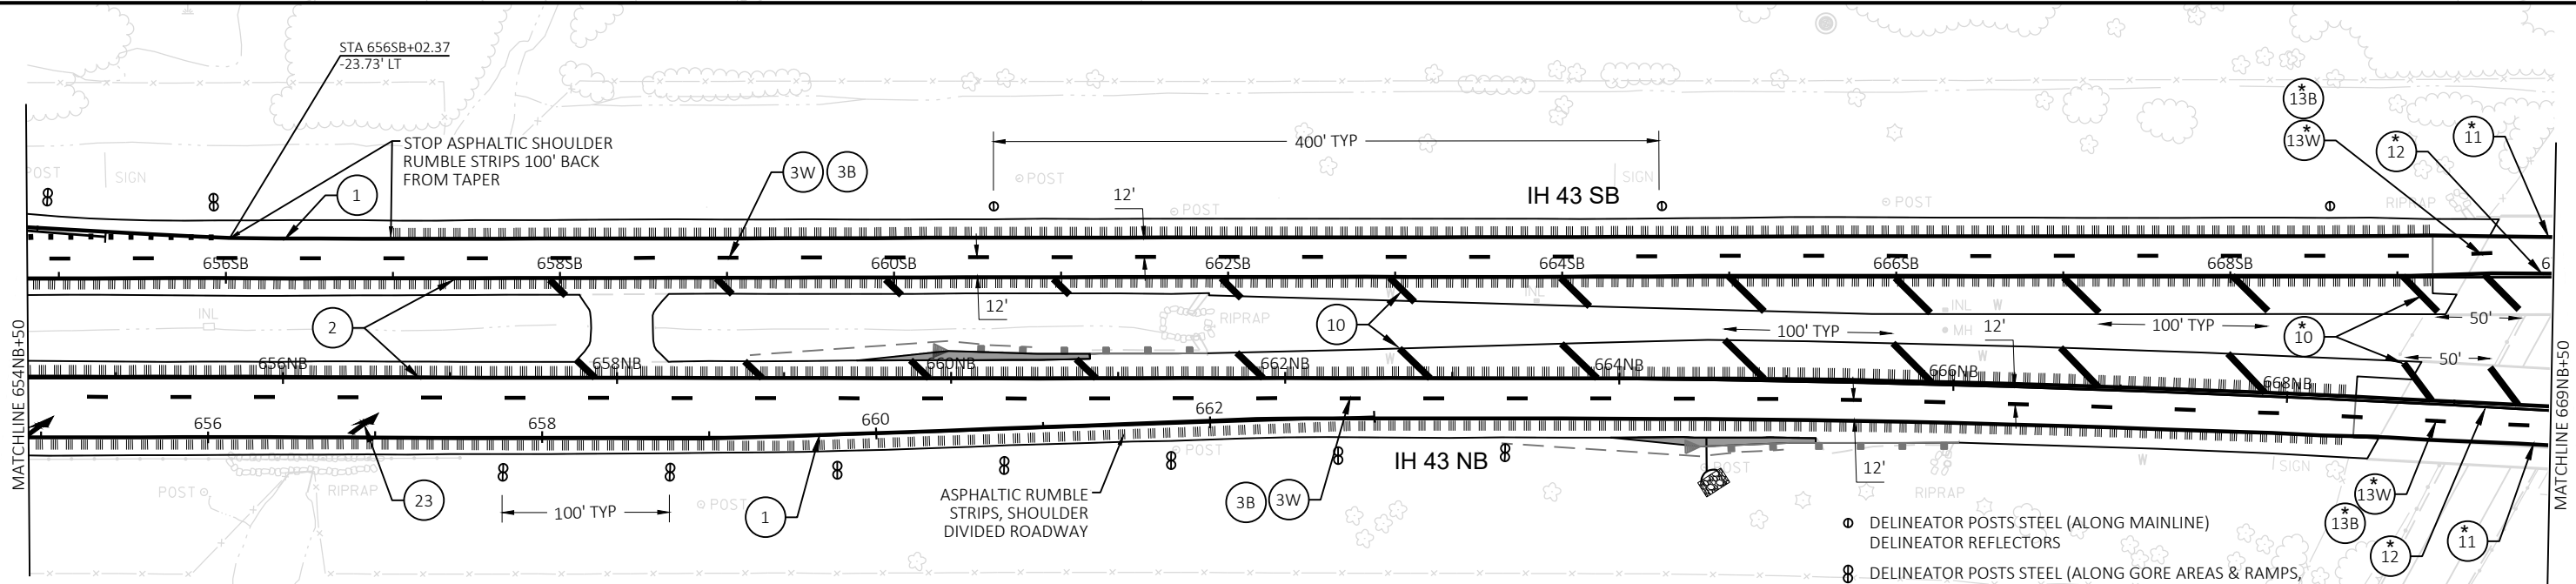 STA 656SB+02.37
-23.73' LT
STOP ASPHALTIC SHOULDER
RUMBLE STRIPS 100' BACK
FROM TAPER
POST
SIGN
1
3W
3B
400' TYP
POST
12'
POST
IH 43 SB
SIGN
POST
*
13B
*
13W
*
12
*
11
RIPRAP
656SB
658SB
660SB
662SB
664SB
666SB
668SB
6
MATCHLINE 654NB+50
INL
2
12'
RIPRAP
10
W
INL
100' TYP
INL
W
MH
12'
100' TYP
*
10
50'
50'
MATCHLINE 669NB+50
W
W
656NB
658NB
660NB
662NB
664NB
666NB
668NB
656
658
660
662
POST
RIPRAP
23
100' TYP
POST
1
ASPHALTIC RUMBLE
STRIPS, SHOULDER
DIVIDED ROADWAY
POST
3B
3W
IH 43 NB
POST
12'
W
RIPRAP
SIGN
*
13W
*
13B
*
12
*
11
DELINEATOR POSTS STEEL (ALONG MAINLINE)
DELINEATOR REFLECTORS
DELINEATOR POSTS STEEL (ALONG GORE AREAS & RAMPS,